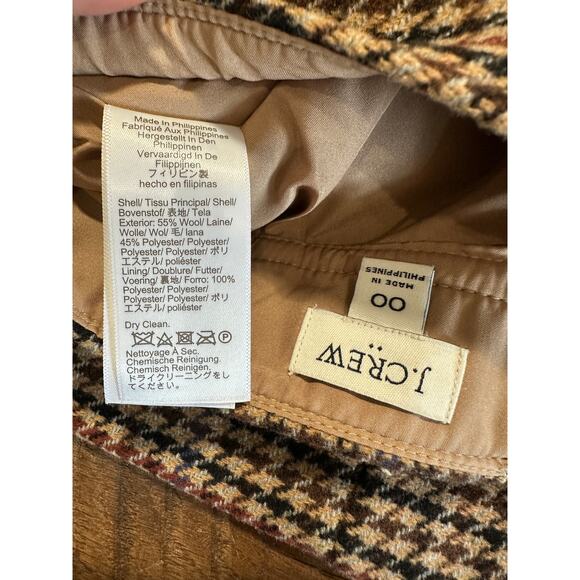 Made In Philippines
Fabriqué Aux Philippines
Hergestellt In Den
Philippinen
Vervaardigd In De
Filippijnen
フィリピン製
hecho en filipinas
Shell/ Tissu Principal/ Shell/
Bovenstof/ 表地/ Tela
Exterior: 55% Wool/ Laine/
Wolle/ Wol/ 毛/ lana
45% Polyester/ Polyester/
Polyester/ Polyester/ ポリ
エステル/ poliéster
Lining/ Doublure/ Futter/
Voering/ 裏地/ Forro: 100%
Polyester/ Polyester/
Polyester/ Polyester/ ポリ
エステル/ poliéster
Dry Clean.
P
Nettoyage À Sec.
Chemische Reinigung.
Chemisch Reinigen.
ドライクリーニングをし
てください。
00
MADE IN
PHILIPPINES
J.CREW